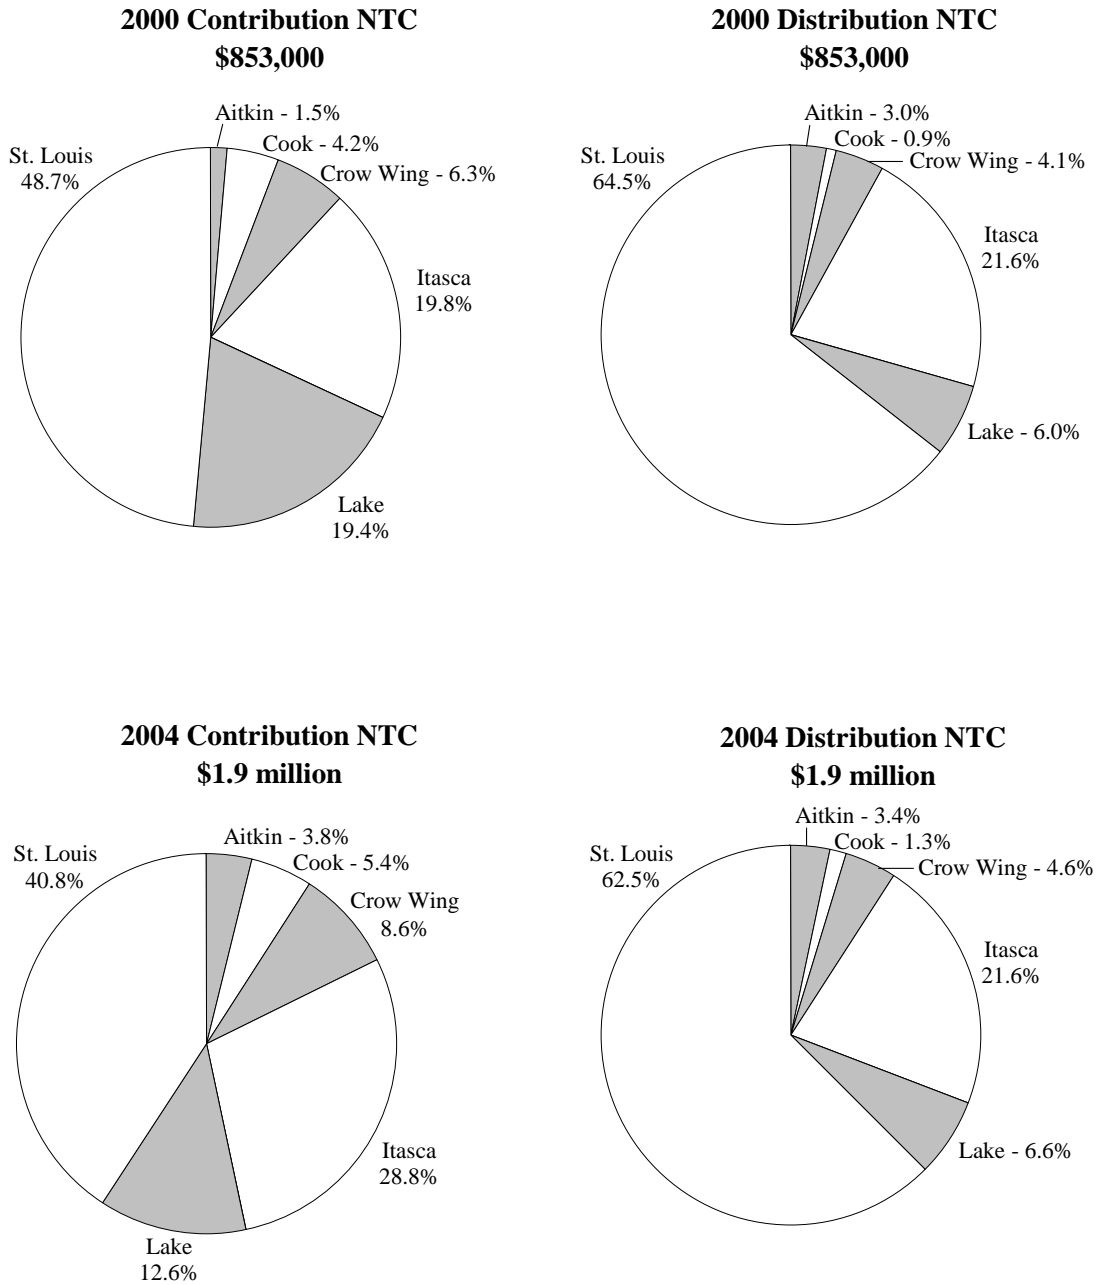 2000 Contribution NTC
$853,000
Aitkin - 1.5%
Cook - 4.2%
Crow Wing - 6.3%
Itasca
19.8%
Lake
19.4%
St. Louis
48.7%
2000 Distribution NTC
$853,000
Aitkin - 3.0%
Cook - 0.9%
Crow Wing - 4.1%
Itasca
21.6%
Lake - 6.0%
St. Louis
64.5%
2004 Contribution NTC
$1.9 million
Aitkin - 3.8%
Cook - 5.4%
Crow Wing
8.6%
Itasca
28.8%
Lake
12.6%
St. Louis
40.8%
2004 Distribution NTC
$1.9 million
Aitkin - 3.4%
Cook - 1.3%
Crow Wing - 4.6%
Itasca
21.6%
Lake - 6.6%
St. Louis
62.5%